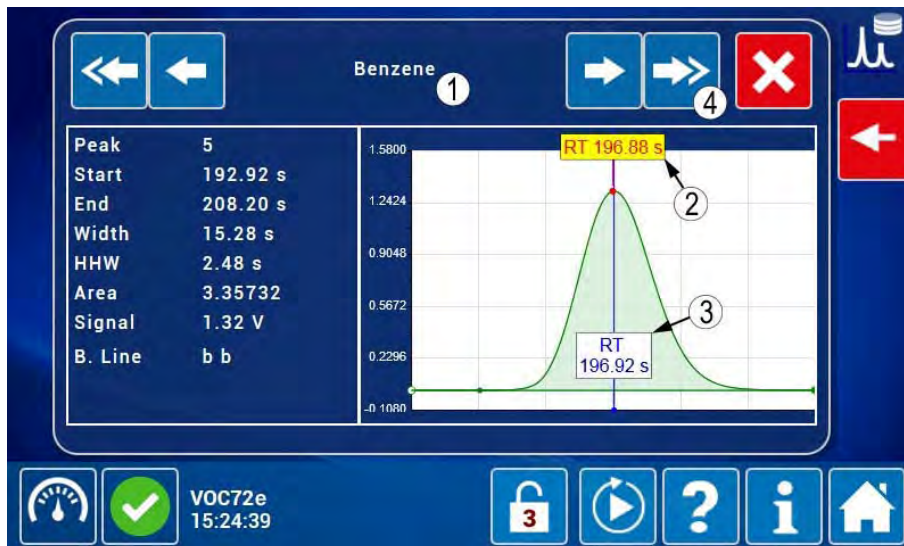 Benzene
1
4
Peak 5
Start 192.92 s
End 208.20 s
Width 15.28 s
HHW 2.48 s
Area 3.35732
Signal 1.32 V
B. Line b b
1.5800
1.2424
0.9048
0.5672
0.2296
-0.1080
RT 196.88 s
2
3
RT
196.92 s
VOC72e
15:24:39
3
?
i